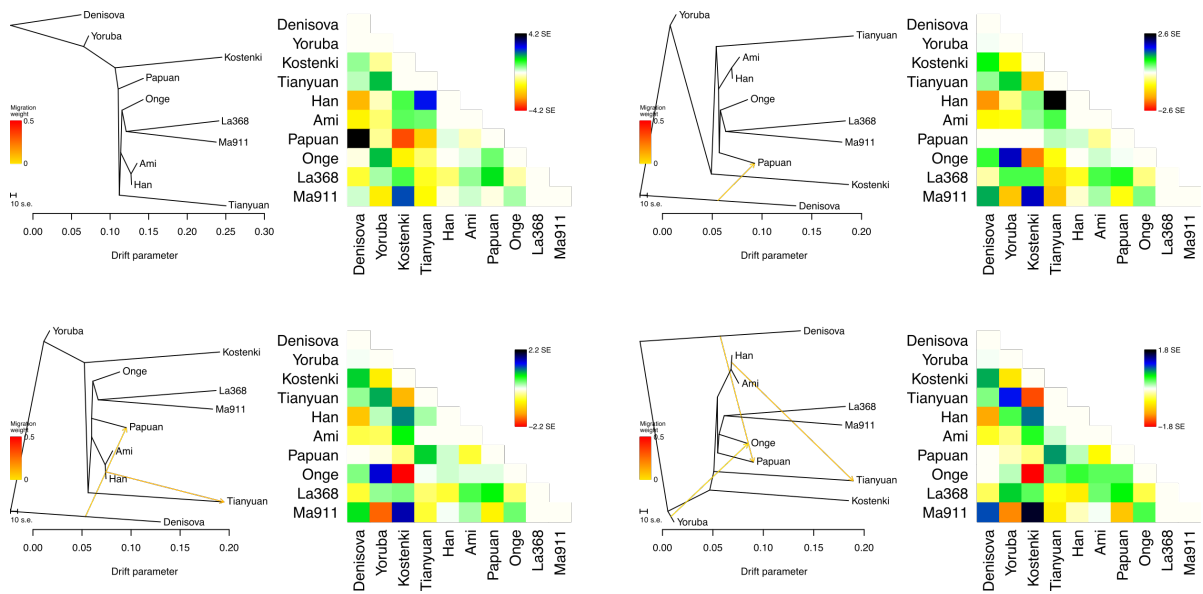 Denisova
Yoruba
Kostenki
Papuan
Onge
La368
Ma911
Ami
Han
Tianyuan
Migration
weight
0.5
0
10 s.e.
0.00 0.05 0.10 0.15 0.20 0.25 0.30
Drift parameter
Denisova
Yoruba
Kostenki
Tianyuan
Han
Ami
Papuan
Onge
La368
Ma911
4.2 SE
−4.2 SE
Denisova
Yoruba
Kostenki
Tianyuan
Han
Ami
Papuan
Onge
La368
Ma911
Yoruba
Tianyuan
Ami
Han
Onge
La368
Ma911
Papuan
Kostenki
Denisova
Migration
weight
0.5
0
10 s.e.
0.00 0.05 0.10 0.15 0.20
Drift parameter
Denisova
Yoruba
Kostenki
Tianyuan
Han
Ami
Papuan
Onge
La368
Ma911
2.6 SE
−2.6 SE
Denisova
Yoruba
Kostenki
Tianyuan
Han
Ami
Papuan
Onge
La368
Ma911
Yoruba
Kostenki
Onge
La368
Ma911
Papuan
Ami
Han
Tianyuan
Denisova
Migration
weight
0.5
0
10 s.e.
0.00 0.05 0.10 0.15 0.20
Drift parameter
Denisova
Yoruba
Kostenki
Tianyuan
Han
Ami
Papuan
Onge
La368
Ma911
2.2 SE
−2.2 SE
Denisova
Yoruba
Kostenki
Tianyuan
Han
Ami
Papuan
Onge
La368
Ma911
Denisova
Han
Ami
La368
Ma911
Onge
Papuan
Tianyuan
Kostenki
Yoruba
Migration
weight
0.5
0
10 s.e.
0.00 0.05 0.10 0.15 0.20
Drift parameter
Denisova
Yoruba
Kostenki
Tianyuan
Han
Ami
Papuan
Onge
La368
Ma911
1.8 SE
−1.8 SE
Denisova
Yoruba
Kostenki
Tianyuan
Han
Ami
Papuan
Onge
La368
Ma911